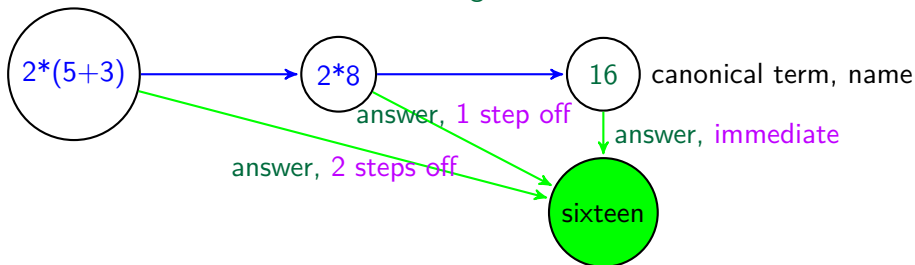 2*(5+3)
2*8
16
canonical term, name
answer, 1 step off
answer, immediate
answer, 2 steps off
sixteen